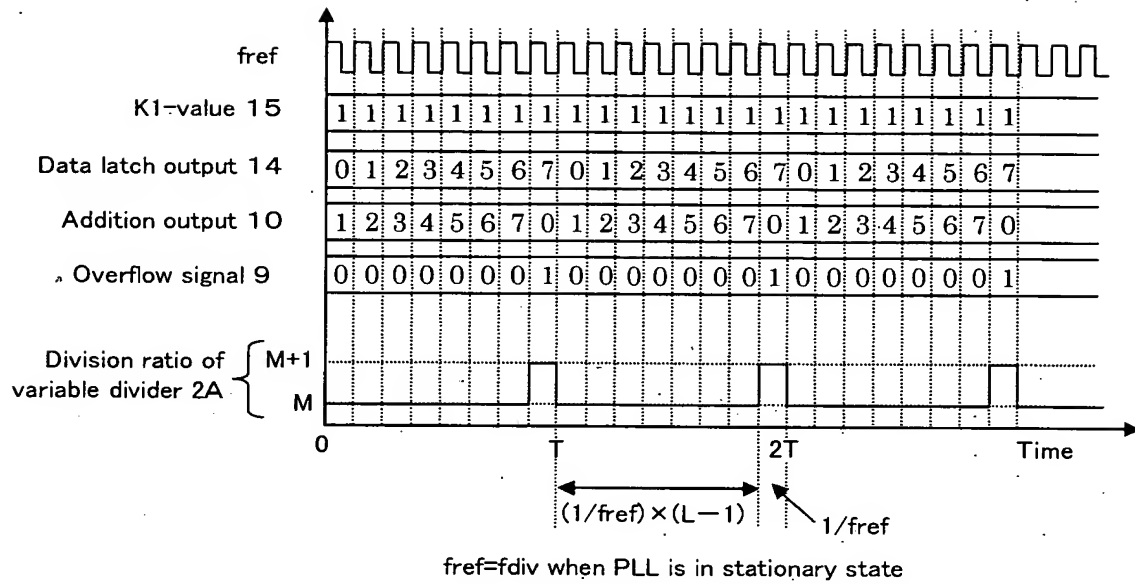 fref
K1-value 15 1 1 1 1 1 1 1 1 1 1 1 1 1 1 1 1 1 1 1 1 1 1 1 1
Data latch output 14 0 1 2 3 4 5 6 7 0 1 2 3 4 5 6 7 0 1 2 3 4 5 6 7
Addition output 10 1 2 3 4 5 6 7 0 1 2 3 4 5 6 7 0 1 2 3 4 5 6 7 0
Overflow signal 9 0 0 0 0 0 0 0 1 0 0 0 0 0 0 0 1 0 0 0 0 0 0 0 1
Division ratio of
variable divider 2A
M+1
M
0 T 2T Time
(1/fref)×(L−1)
1/fref
fref=fdiv when PLL is in stationary state